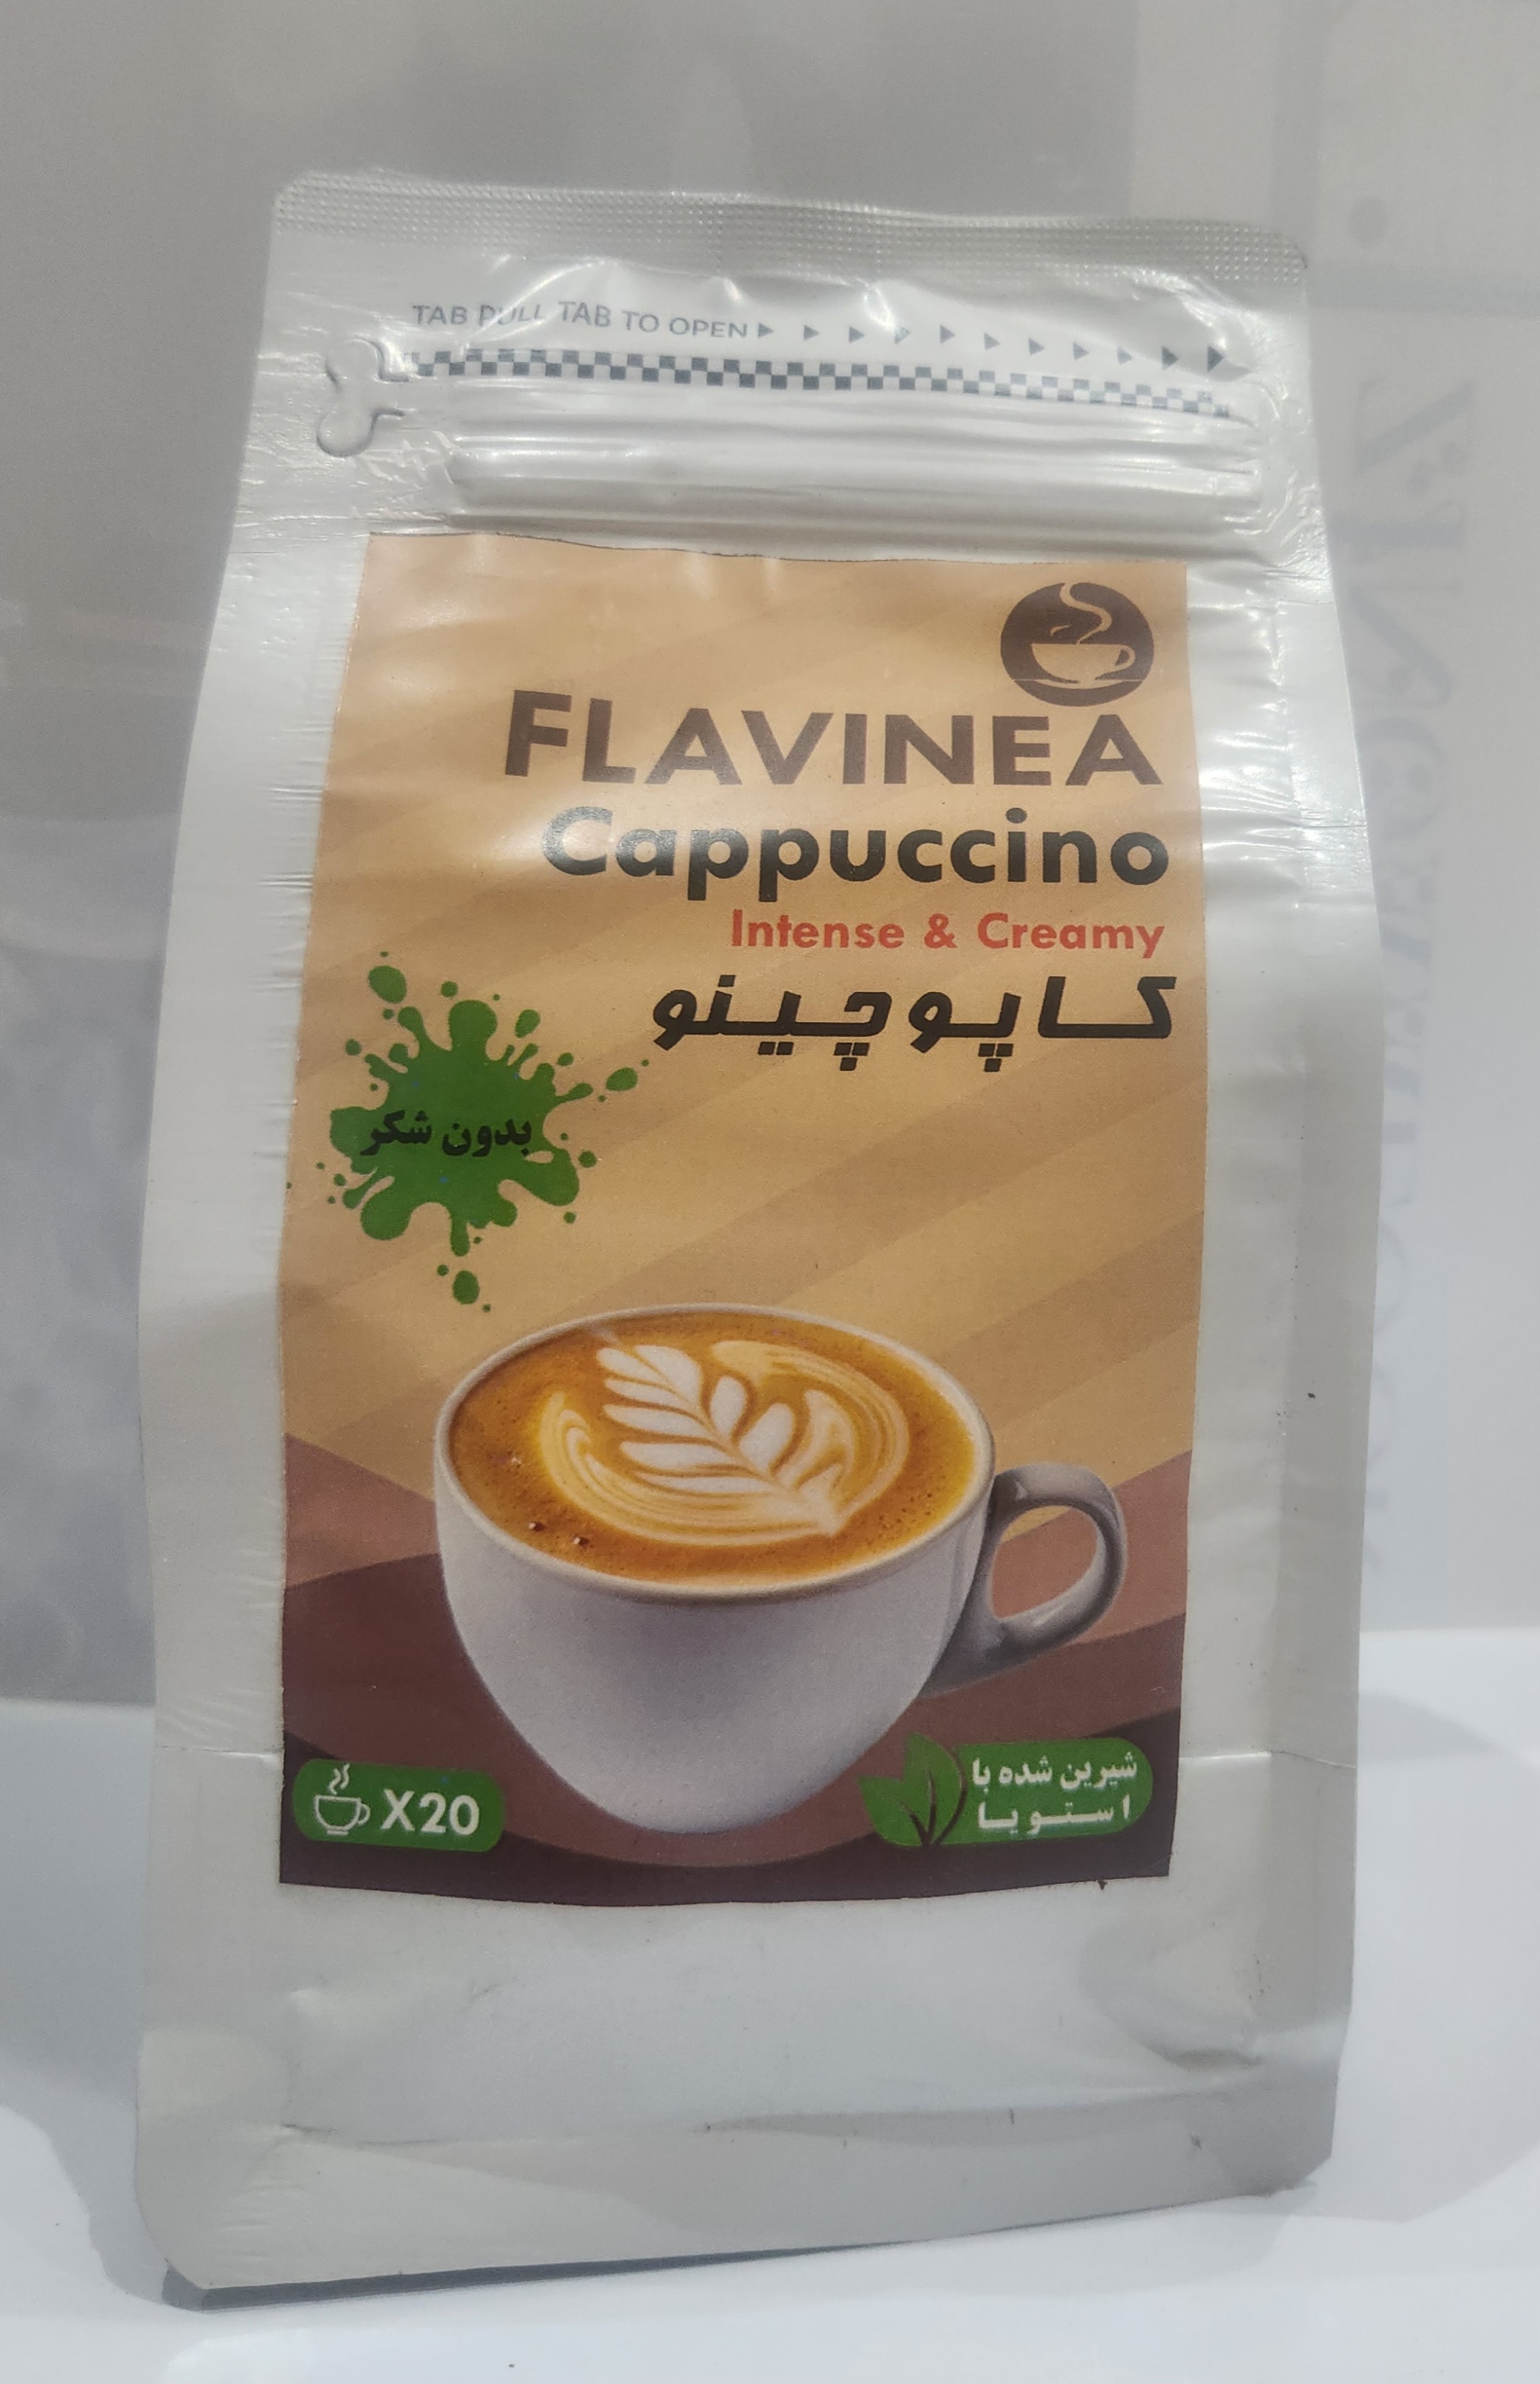 TAB PULL TAB TO OPEN
FLAVINEA
Cappuccino
Intense & Creamy
کاپوچینو
بدون شکر
X20
شیرین شده با
استویا